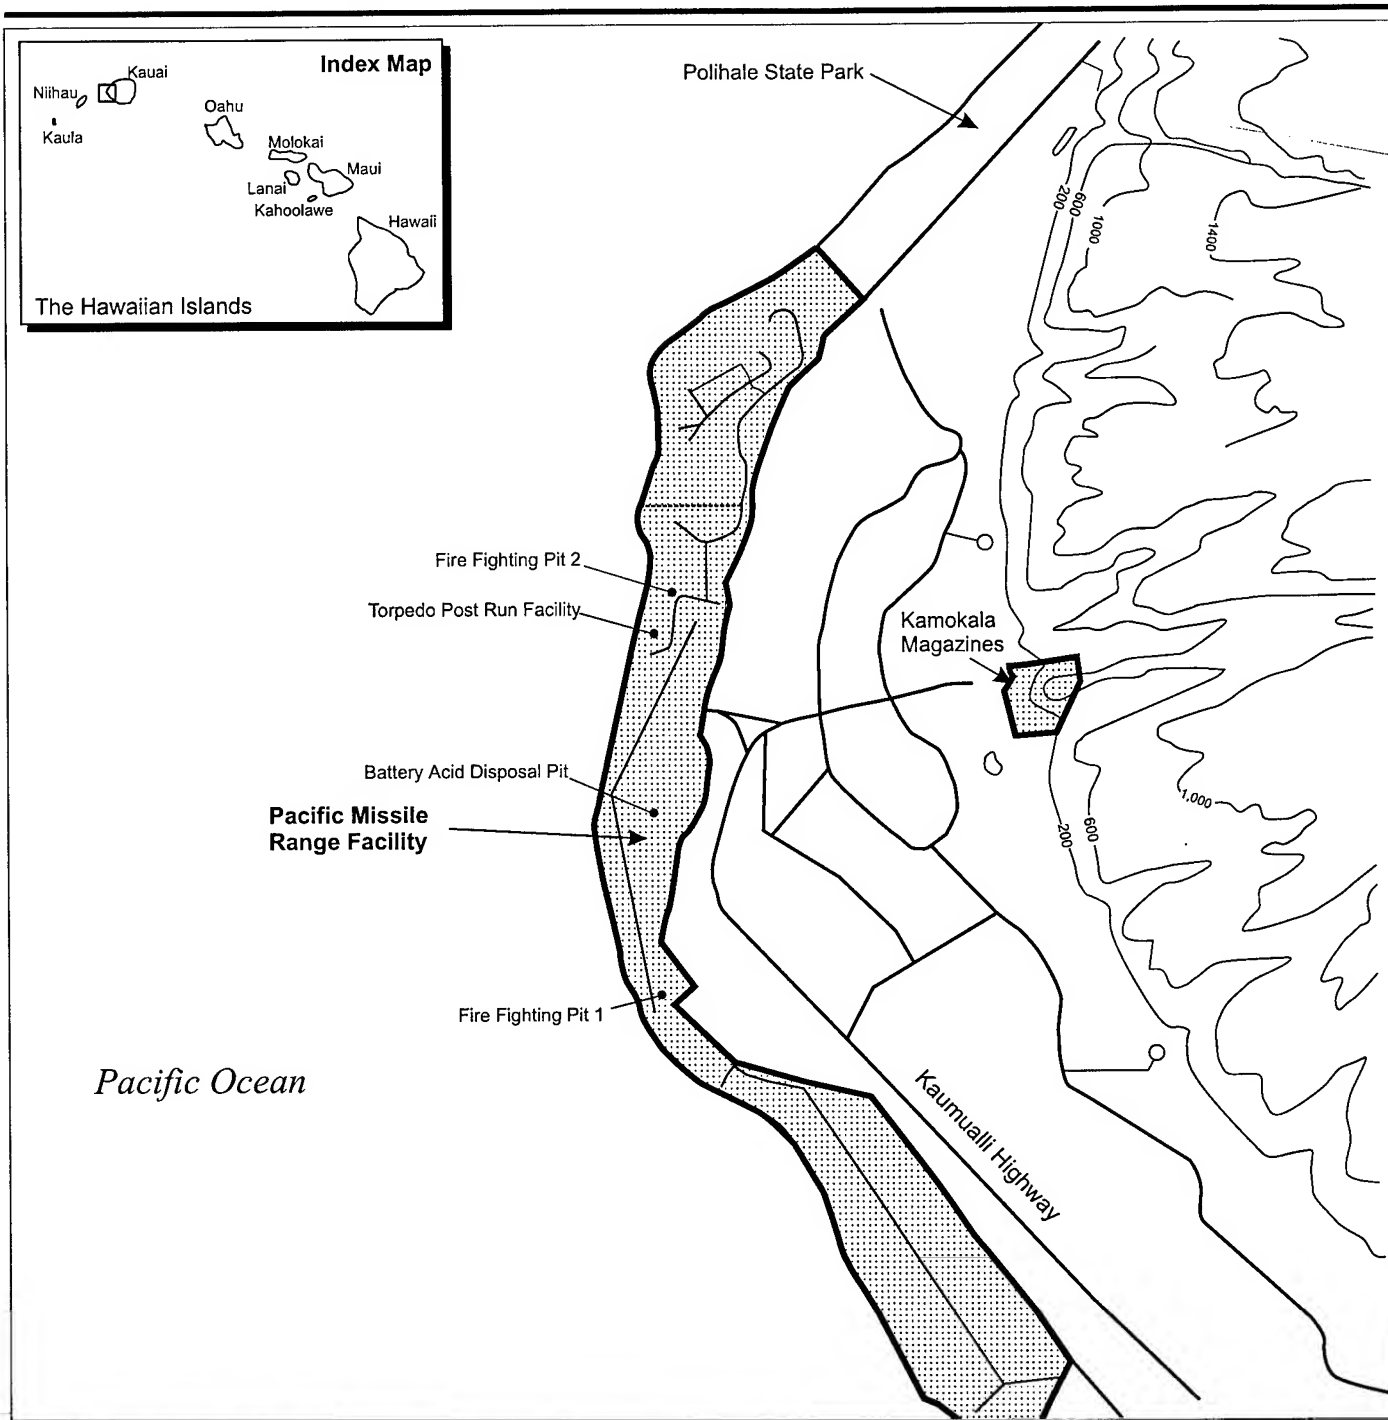 Index Map
Kauai
Niihau
Kaula
Oahu
Molokai
Maui
Lanai
Kahoolawe
Hawaii
The Hawaiian Islands
Polihale State Park
200
600
1000
1400
Fire Fighting Pit 2
Torpedo Post Run Facility
Kamokala
Magazines
Battery Acid Disposal Pit
Pacific Missile
Range Facility
1,000
200
600
Fire Fighting Pit 1
Pacific Ocean
Kaumualli Highway